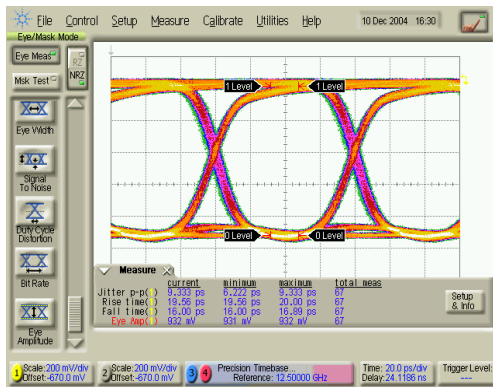 File Control Setup Measure Calibrate Utilities Help 10 Dec 2004 16:30
Eye/Mask Mode
Eye Meas
RZ
NRZ
Msk Test
Eye Width
Signal To Noise
Duty Cycle Distortion
Bit Rate
Eye Amplitude
1 Level 1 Level
0 Level 0 Level
Measure
current minimum maximum total meas
Jitter p-p(1) 9.333 ps 6.222 ps 9.333 ps 67
Rise time(1) 19.56 ps 19.56 ps 20.00 ps 67
Fall time(1) 16.00 ps 16.00 ps 16.89 ps 67
Eye Amp(1) 932 mV 931 mV 932 mV 67
Setup & Info
1 Scale:200 mV/div Offset:-670.0 mV
2 Scale:200 mV/div Offset:-670.0 mV
3 4
Precision Timebase... Reference: 12.50000 GHz
Time: 20.0 ps/div Delay:24.1186 ns
Trigger Level: ---